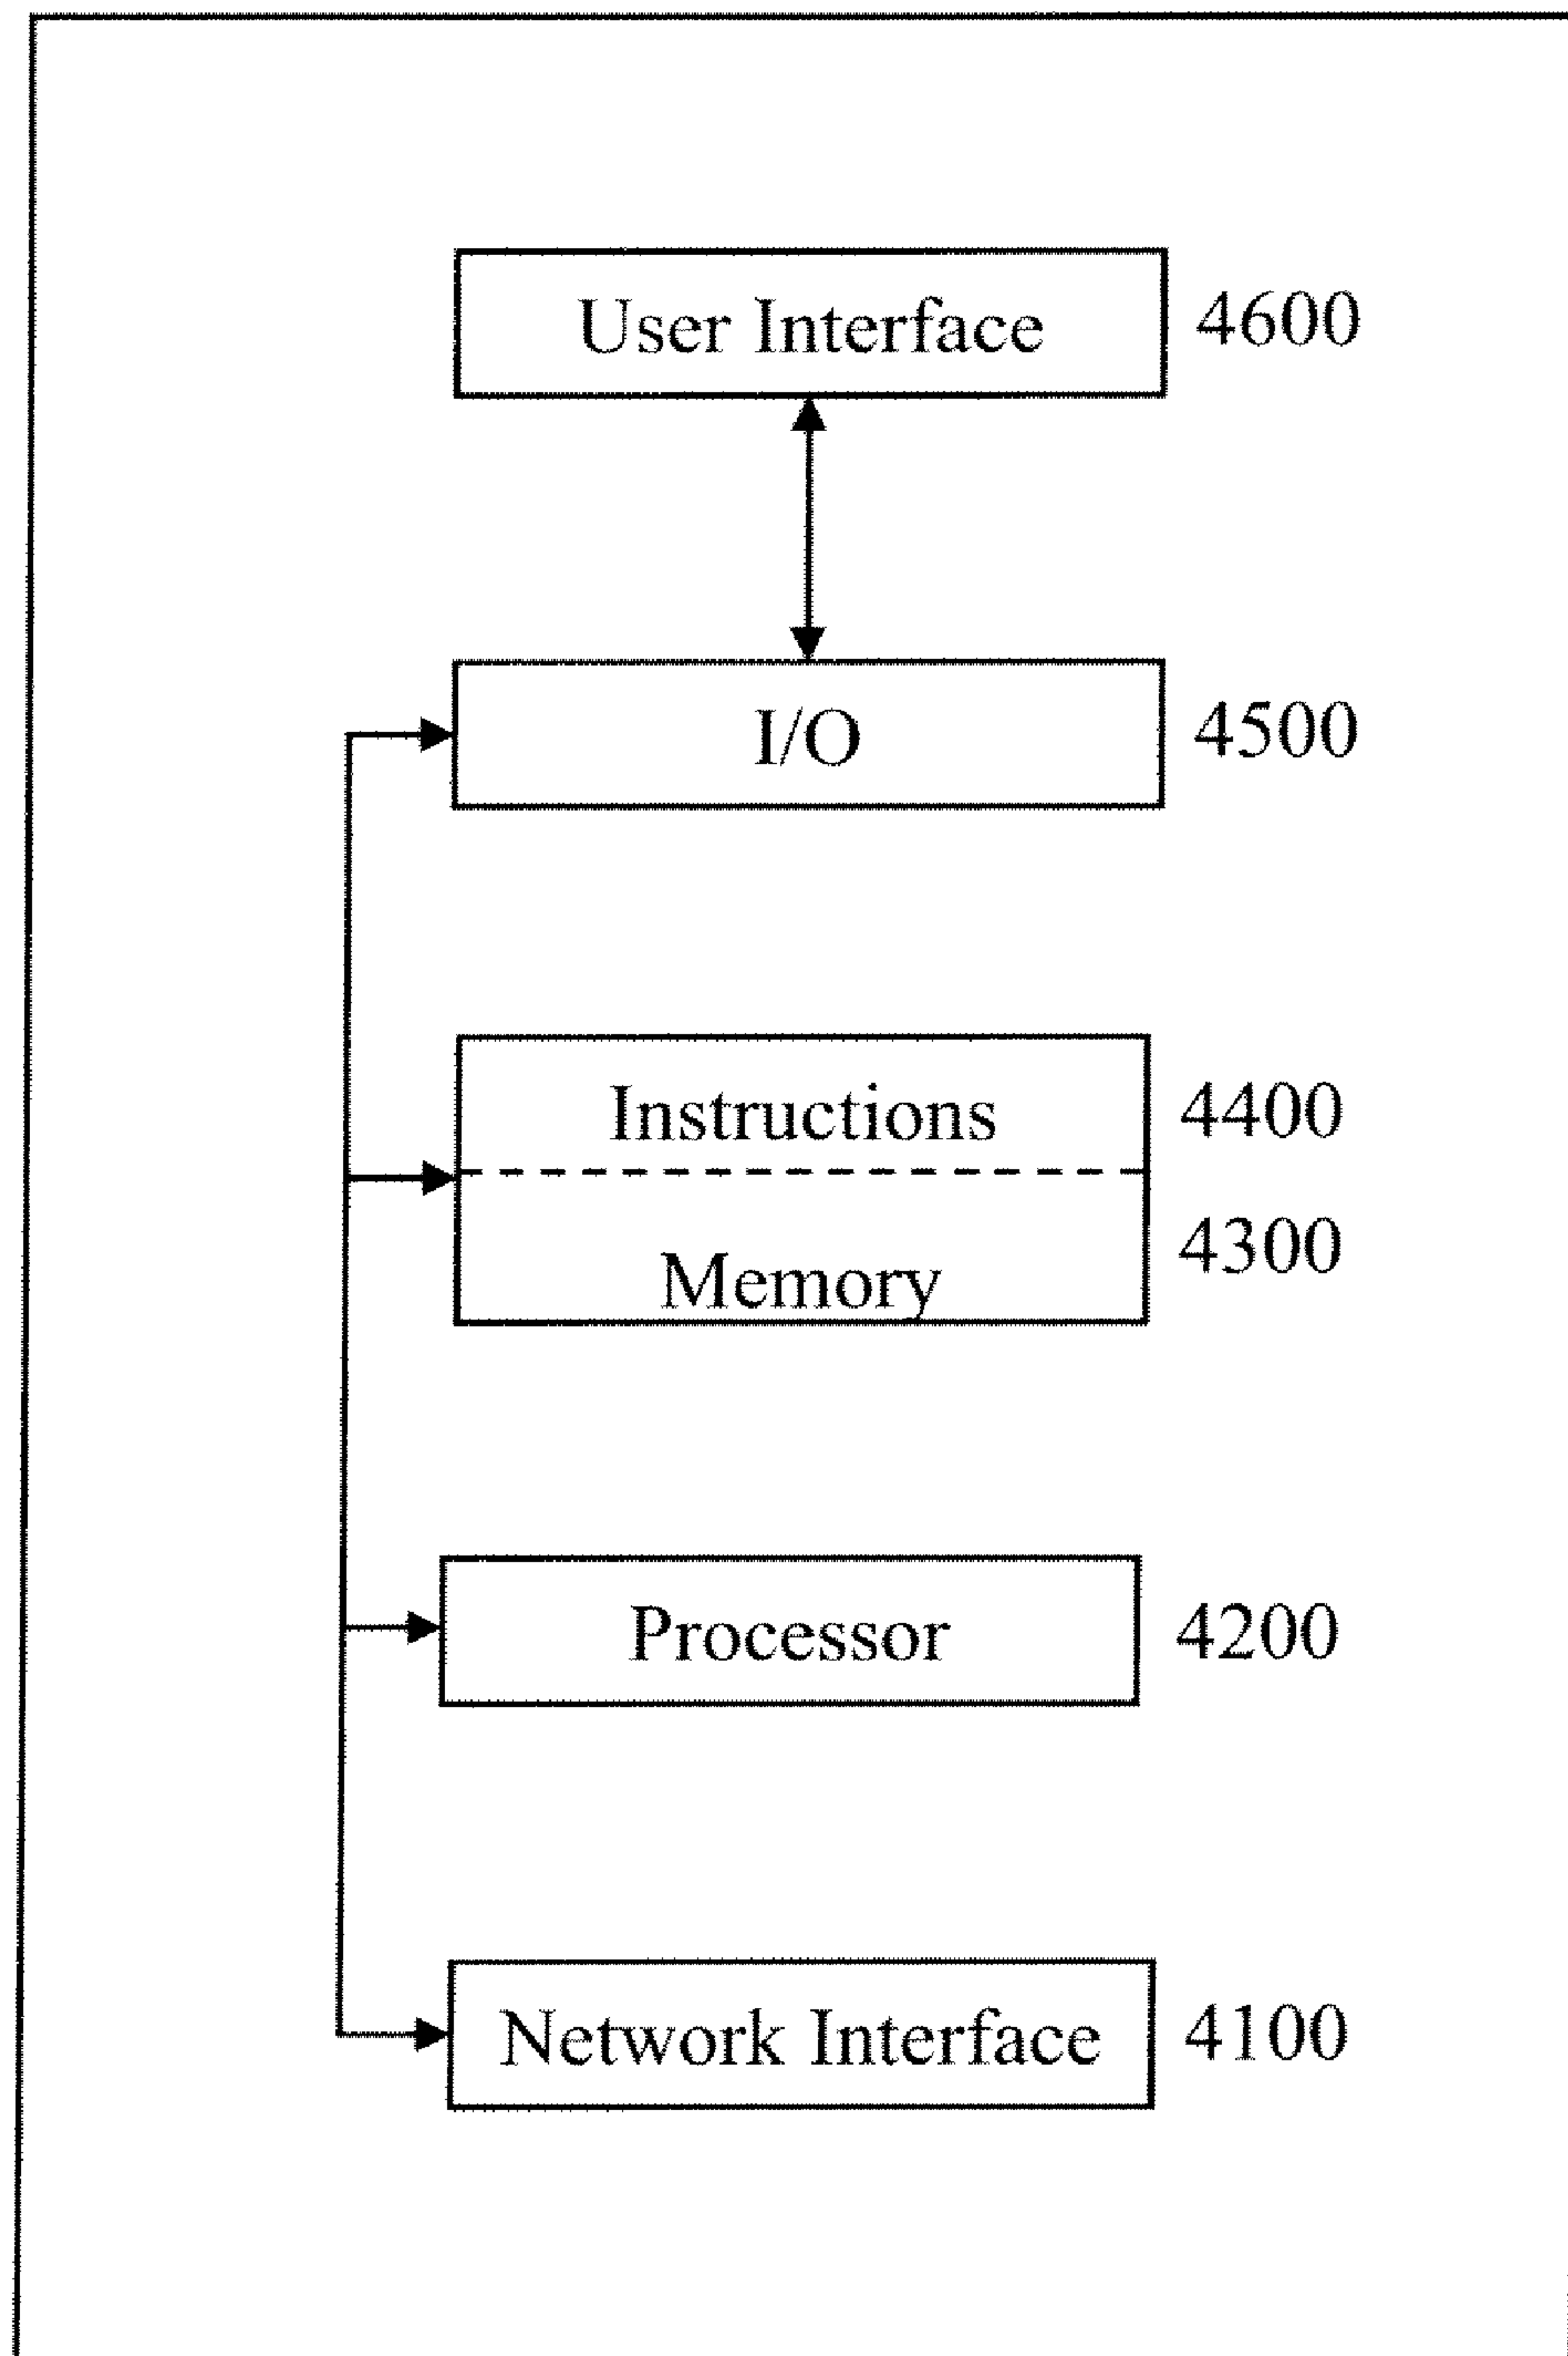 User Interface 4600
I/O 4500
Instructions 4400
Memory 4300
Processor 4200
Network Interface 4100